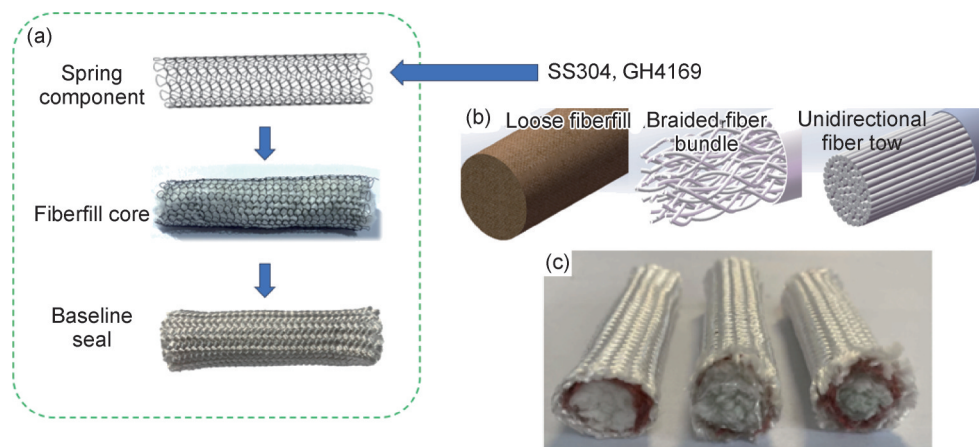 (a)
Spring
component
SS304, GH4169
Fiberfill core
Baseline
seal
(b)
Loose fiberfill
Braided fiber
bundle
Unidirectional
fiber tow
(c)